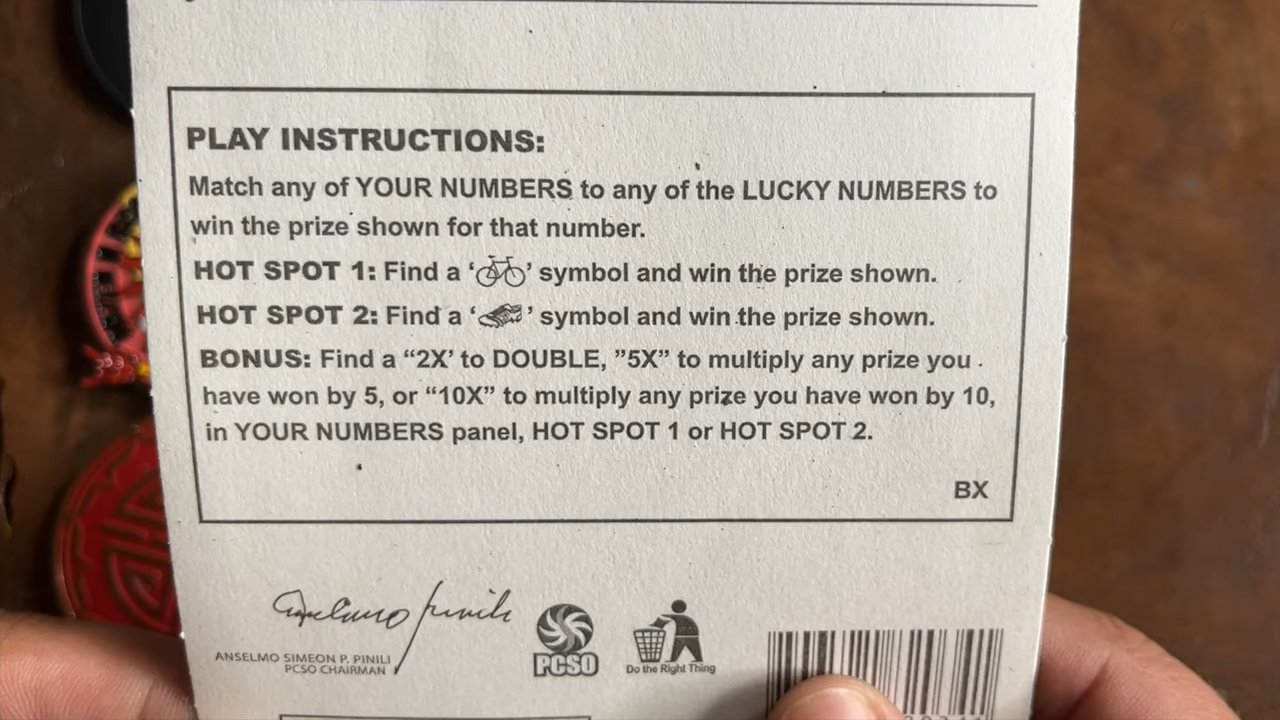 PLAY INSTRUCTIONS:
Match any of YOUR NUMBERS to any of the LUCKY NUMBERS to
win the prize shown for that number.
HOT SPOT 1: Find a ‘ ’ symbol and win the prize shown.
HOT SPOT 2: Find a ‘ ’ symbol and win the prize shown.
BONUS: Find a “2X’ to DOUBLE, ”5X” to multiply any prize you
have won by 5, or “10X” to multiply any prize you have won by 10,
in YOUR NUMBERS panel, HOT SPOT 1 or HOT SPOT 2.
BX
ANSELMO SIMEON P. PINILI
PCSO CHAIRMAN
PCSO
Do the Right Thing